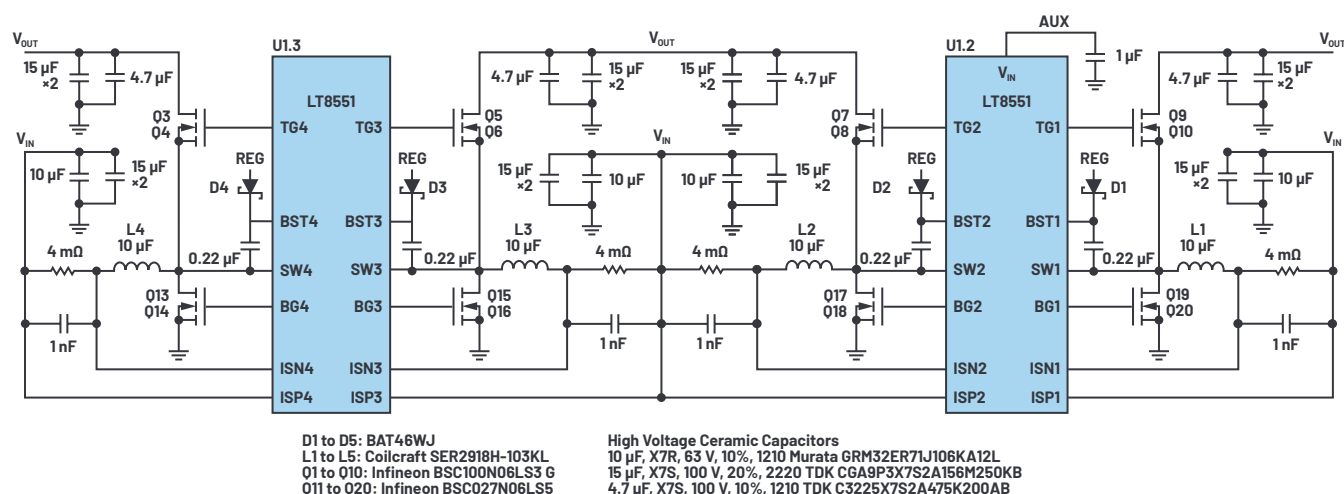 AUX
V_OUT
U1.3
V_OUT
U1.2
V_OUT
15 µF
×2
4.7 µF
4.7 µF
15 µF
×2
15 µF
×2
4.7 µF
V_IN
1 µF
4.7 µF
15 µF
×2
LT8551
LT8551
Q3
Q4
TG4
TG3
Q5
Q6
Q7
Q8
TG2
TG1
Q9
Q10
V_IN
V_IN
V_IN
10 µF
15 µF
×2
REG
D4
REG
D3
15 µF
×2
10 µF
10 µF
15 µF
×2
REG
D2
REG
D1
15 µF
×2
10 µF
BST4
BST3
BST2
BST1
L4
10 µF
L3
10 µF
L2
10 µF
L1
10 µF
4 mΩ
0.22 µF
SW4
SW3
0.22 µF
4 mΩ
4 mΩ
0.22 µF
SW2
SW1
0.22 µF
4 mΩ
Q13
Q14
BG4
BG3
Q15
Q16
Q17
Q18
BG2
BG1
Q19
Q20
1 nF
1 nF
1 nF
1 nF
ISN4
ISN3
ISN2
ISN1
ISP4
ISP3
ISP2
ISP1
D1 to D5: BAT46WJ
L1 to L5: Coilcraft SER2918H-103KL
Q1 to Q10: Infineon BSC100N06LS3 G
Q11 to Q20: Infineon BSC027N06LS5
High Voltage Ceramic Capacitors
10 µF, X7R, 63 V, 10%, 1210 Murata GRM32ER71J106KA12L
15 µF, X7S, 100 V, 20%, 2220 TDK CGA9P3X7S2A156M250KB
4.7 µF, X7S, 100 V, 10%, 1210 TDK C3225X7S2A475K200AB